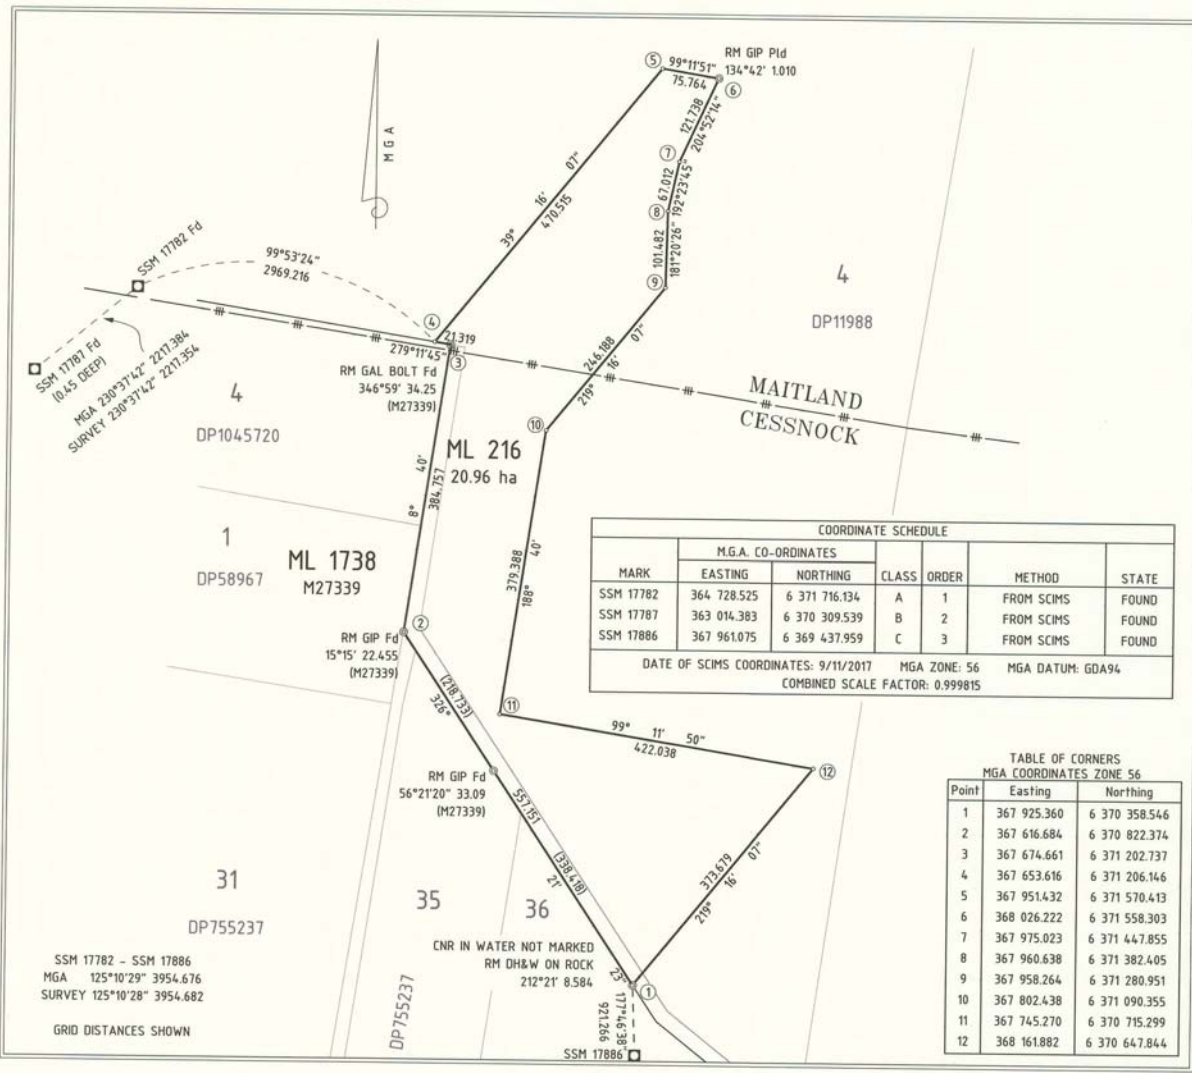 RM GIP Pld
134°42' 1.010
99°11'51"
75.764
5
6
121.738
204°52'14"
7
67.012
192°23'45"
8
101.482
181°20'26"
9
MGA
39° 16' 07"
470.515
SSM 17782 Fd
99°53'24"
2969.216
SSM 17787 Fd
(0.45 DEEP)
MGA 230°37'42" 2217.384
SURVEY 230°37'42" 2217.354
4
21.319
279°11'45"
3
RM GAL BOLT Fd
346°59' 34.25
(M27339)
4
DP11988
246.188
219° 16' 07"
MAITLAND
CESSNOCK
4
DP1045720
10
ML 216
20.96 ha
8° 40'
384.757
379.388
188° 40'
1
DP58967
ML 1738
M27339
COORDINATE SCHEDULE
MARK M.G.A. CO-ORDINATES CLASS ORDER METHOD STATE
EASTING NORTHING
SSM 17782 364 728.525 6 371 716.134 A 1 FROM SCIMS FOUND
SSM 17787 363 014.383 6 370 309.539 B 2 FROM SCIMS FOUND
SSM 17886 367 961.075 6 369 437.959 C 3 FROM SCIMS FOUND
DATE OF SCIMS COORDINATES: 9/11/2017 MGA ZONE: 56 MGA DATUM: GDA94
COMBINED SCALE FACTOR: 0.999815
2
RM GIP Fd
15°15' 22.455
(M27339)
(218.733)
326° 21' 23"
557.151
(338.418)
11
99° 11' 50"
422.038
12
RM GIP Fd
56°21'20" 33.09
(M27339)
373.679
219° 16' 07"
TABLE OF CORNERS
MGA COORDINATES ZONE 56
Point Easting Northing
1 367 925.360 6 370 358.546
2 367 616.684 6 370 822.374
3 367 674.661 6 371 202.737
4 367 653.616 6 371 206.146
5 367 951.432 6 371 570.413
6 368 026.222 6 371 558.303
7 367 975.023 6 371 447.855
8 367 960.638 6 371 382.405
9 367 958.264 6 371 280.951
10 367 802.438 6 371 090.355
11 367 745.270 6 370 715.299
12 368 161.882 6 370 647.844
31
DP755237
35
36
DP755237
CNR IN WATER NOT MARKED
RM DH&W ON ROCK
212°21' 8.584
1
177°46'38"
921.266
SSM 17886
SSM 17782 - SSM 17886
MGA 125°10'29" 3954.676
SURVEY 125°10'28" 3954.682
GRID DISTANCES SHOWN